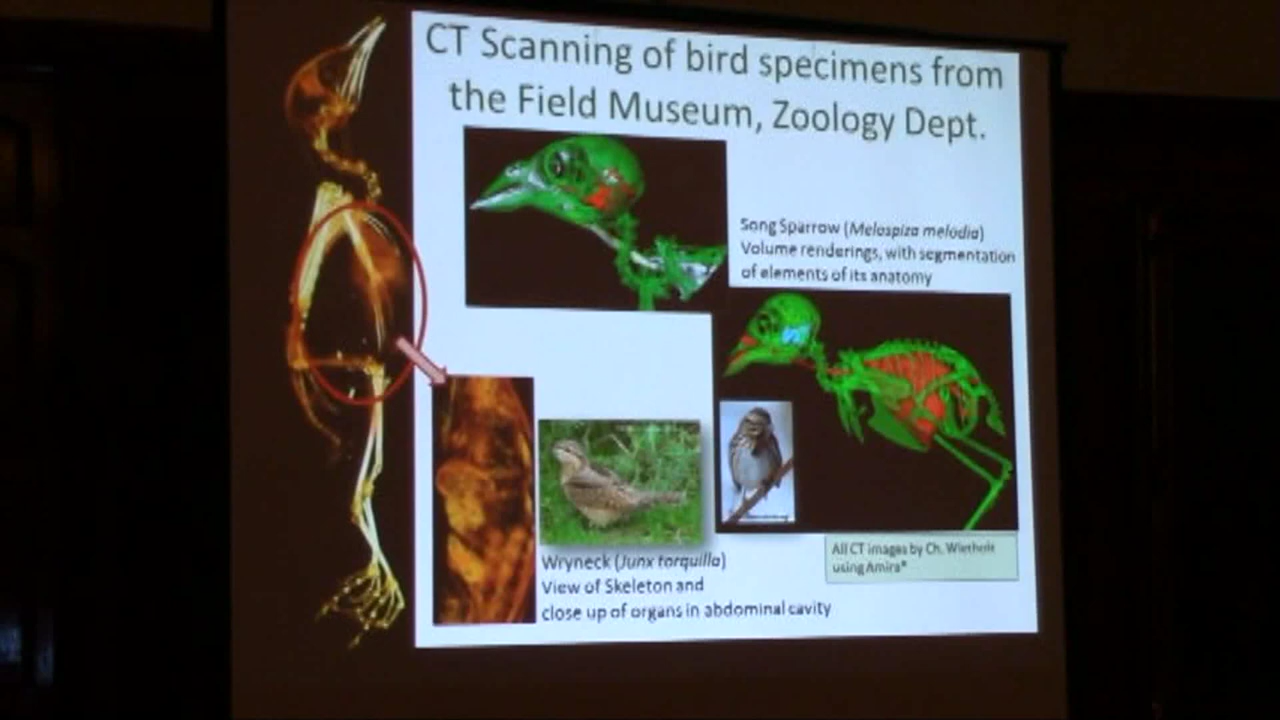 CT Scanning of bird specimens from
the Field Museum, Zoology Dept.
Song Sparrow (Melospiza melodia)
Volume renderings, with segmentation
of elements of its anatomy
All CT images by Ch. Wietholt
using Amira®
Wryneck (Junx torquilla)
View of Skeleton and
close up of organs in abdominal cavity